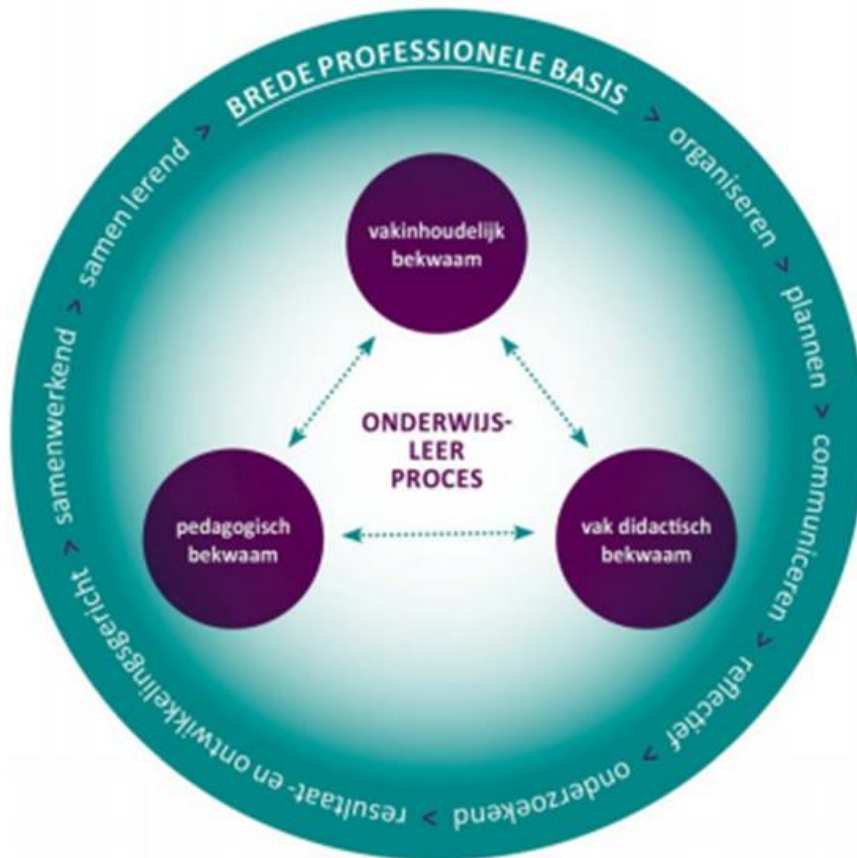 BREDE PROFESSIONELE BASIS > organiseren > plannen > communiceren > reflectief > onderzoekend > resultaat- en ontwikkelingsgericht > samenwerkend > samen lerend >
vakinhoudelijk
bekwaam
ONDERWIJS-
LEER
PROCES
pedagogisch
bekwaam
vak didactisch
bekwaam